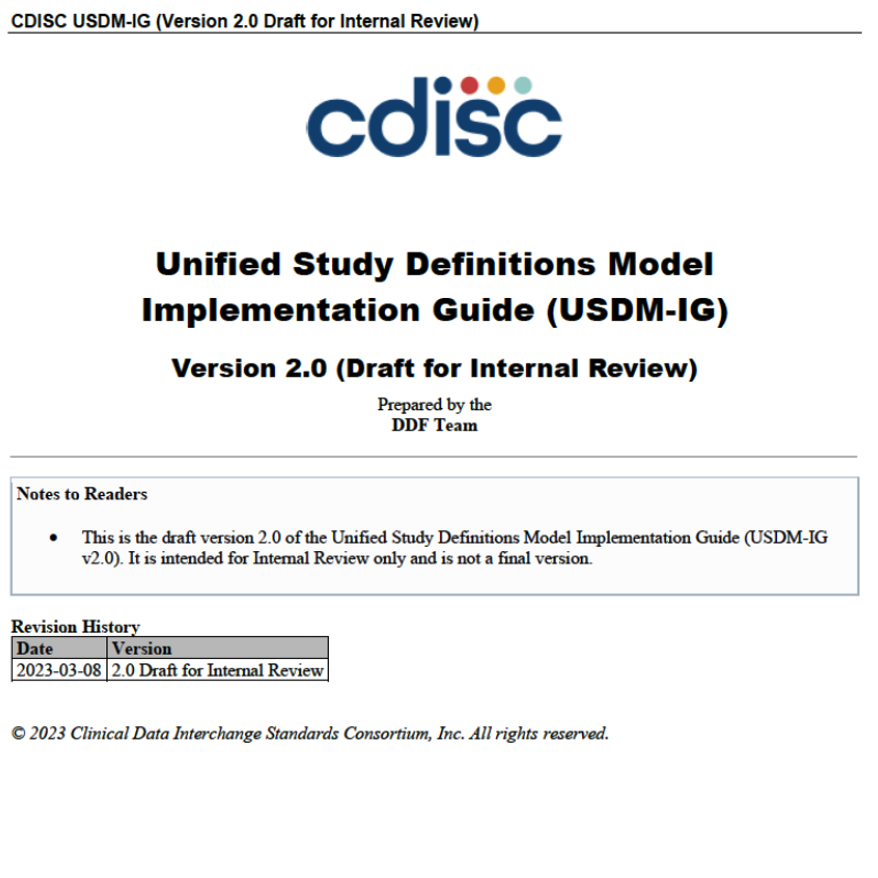 CDISC USDM-IG (Version 2.0 Draft for Internal Review)
cdisc
Unified Study Definitions Model
Implementation Guide (USDM-IG)
Version 2.0 (Draft for Internal Review)
Prepared by the
DDF Team
Notes to Readers
• This is the draft version 2.0 of the Unified Study Definitions Model Implementation Guide (USDM-IG
v2.0). It is intended for Internal Review only and is not a final version.
Revision History
Date Version
2023-03-08 2.0 Draft for Internal Review
© 2023 Clinical Data Interchange Standards Consortium, Inc. All rights reserved.